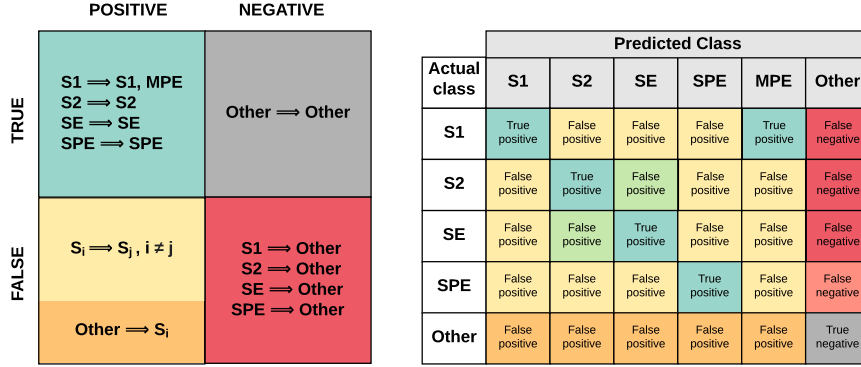 POSITIVE NEGATIVE
TRUE
S1 ⟹ S1, MPE
S2 ⟹ S2
SE ⟹ SE
SPE ⟹ SPE
Other ⟹ Other
FALSE
Si ⟹ Sj , i ≠ j
Other ⟹ Si
S1 ⟹ Other
S2 ⟹ Other
SE ⟹ Other
SPE ⟹ Other
Predicted Class
Actual class S1 S2 SE SPE MPE Other
S1 True positive False positive False positive False positive True positive False negative
S2 False positive True positive False positive False positive False positive False negative
SE False positive False positive True positive False positive False positive False negative
SPE False positive False positive False positive True positive False positive False negative
Other False positive False positive False positive False positive False positive True negative